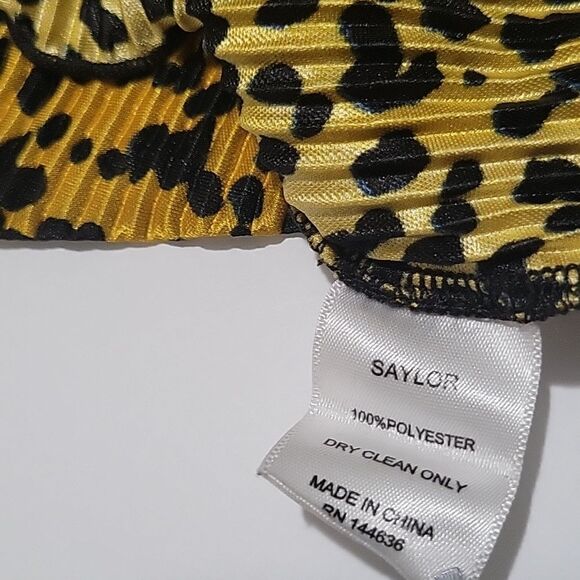 SAYLOR
100%POLYESTER
DRY CLEAN ONLY
MADE IN CHINA
RN 144636